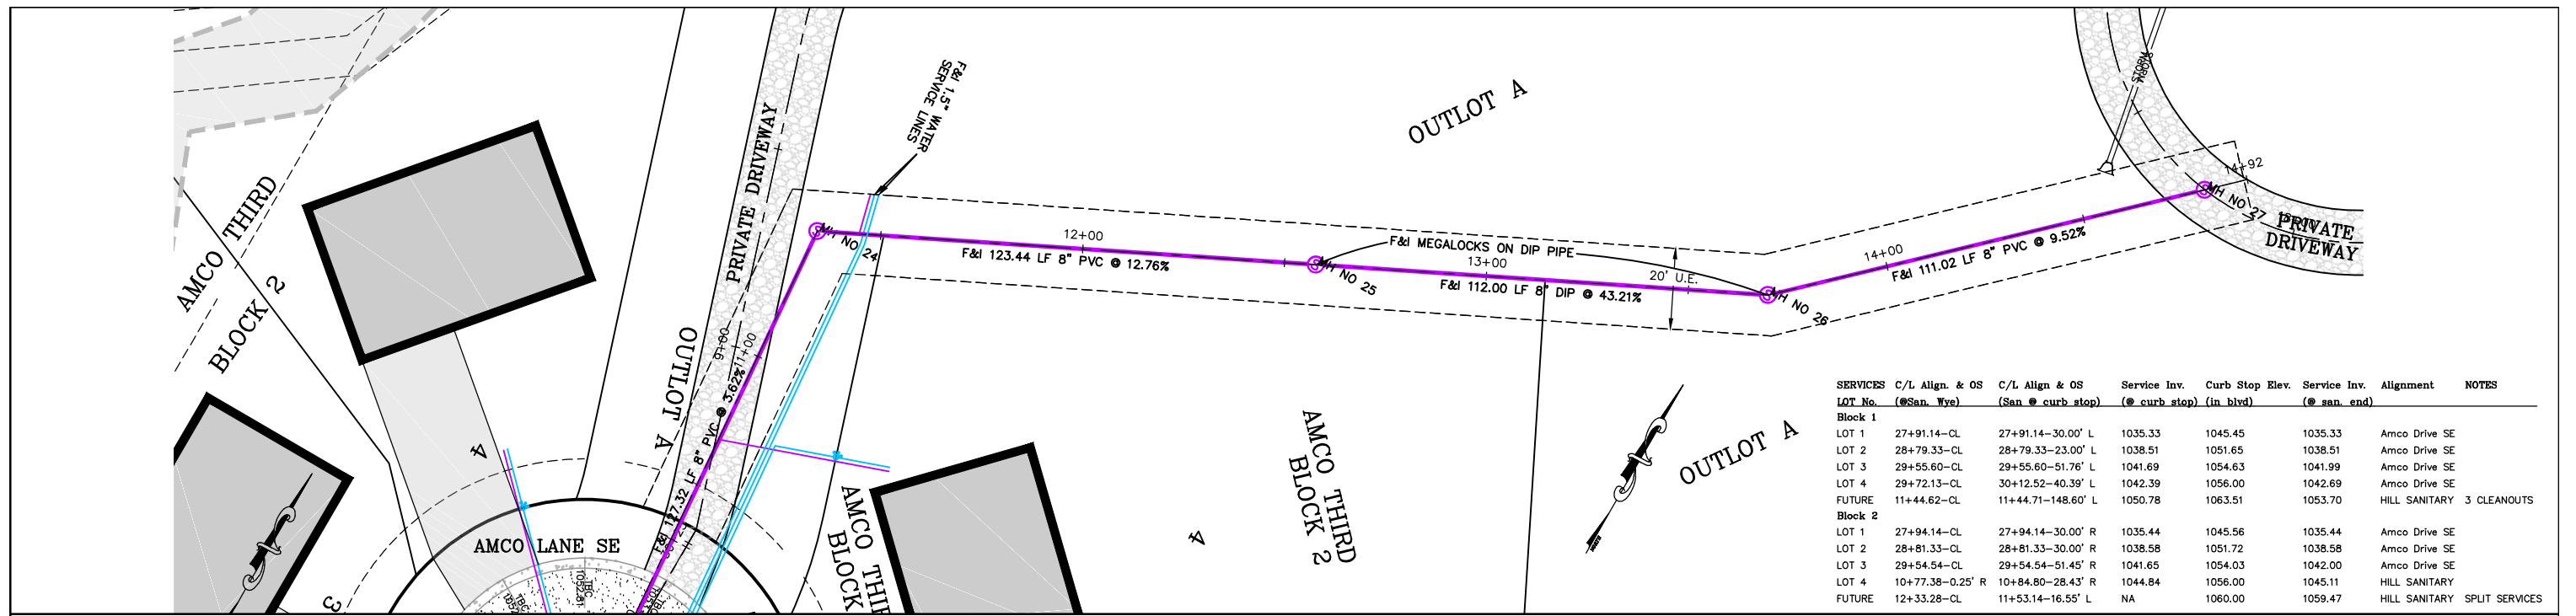 F&I 1.5" WATER
SERVICE LINES
OUTLOT A
STORM
AMCO THIRD
BLOCK 2
PRIVATE DRIVEWAY
OUTLOT A
9+00
11+00
F&I 127.32 LF 8" PVC @ 3.62%
MH NO 24
12+00
F&I 123.44 LF 8" PVC @ 12.76%
F&I MEGALOCKS ON DIP PIPE
MH NO 25
13+00
F&I 112.00 LF 8" DIP @ 43.21%
20' U.E.
MH NO 26
14+00
F&I 111.02 LF 8" PVC @ 9.52%
14+92
MH NO 27
PRIVATE
DRIVEWAY
4
AMCO LANE SE
3
TBC
TBC
AMCO THIRD
BLOCK 2
4
OUTLOT A
SERVICES C/L Align. & OS C/L Align & OS Service Inv. Curb Stop Elev. Service Inv. Alignment NOTES
LOT No. (@San. Wye) (San @ curb stop) (@ curb stop) (in blvd) (@ san. end)
Block 1
LOT 1 27+91.14-CL 27+91.14-30.00' L 1035.33 1045.45 1035.33 Amco Drive SE
LOT 2 28+79.33-CL 28+79.33-23.00' L 1038.51 1051.65 1038.51 Amco Drive SE
LOT 3 29+55.60-CL 29+55.60-51.76' L 1041.69 1054.63 1041.99 Amco Drive SE
LOT 4 29+72.13-CL 30+12.52-40.39' L 1042.39 1056.00 1042.69 Amco Drive SE
FUTURE 11+44.62-CL 11+44.71-148.60' L 1050.78 1063.51 1053.70 HILL SANITARY 3 CLEANOUTS
Block 2
LOT 1 27+94.14-CL 27+94.14-30.00' R 1035.44 1045.56 1035.44 Amco Drive SE
LOT 2 28+81.33-CL 28+81.33-30.00' R 1038.58 1051.72 1038.58 Amco Drive SE
LOT 3 29+54.54-CL 29+54.54-51.45' R 1041.65 1054.03 1042.00 Amco Drive SE
LOT 4 10+77.38-0.25' R 10+84.80-28.43' R 1044.84 1056.00 1045.11 HILL SANITARY
FUTURE 12+33.28-CL 11+53.14-16.55' L NA 1060.00 1059.47 HILL SANITARY SPLIT SERVICES